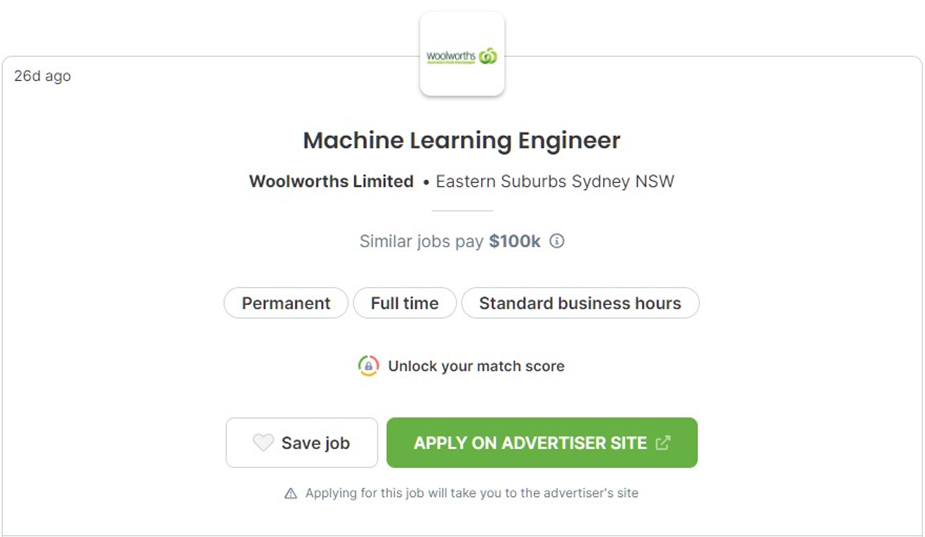 woolworths
26d ago
Machine Learning Engineer
Woolworths Limited • Eastern Suburbs Sydney NSW
Similar jobs pay $100k
Permanent Full time Standard business hours
Unlock your match score
Save job APPLY ON ADVERTISER SITE
Applying for this job will take you to the advertiser's site